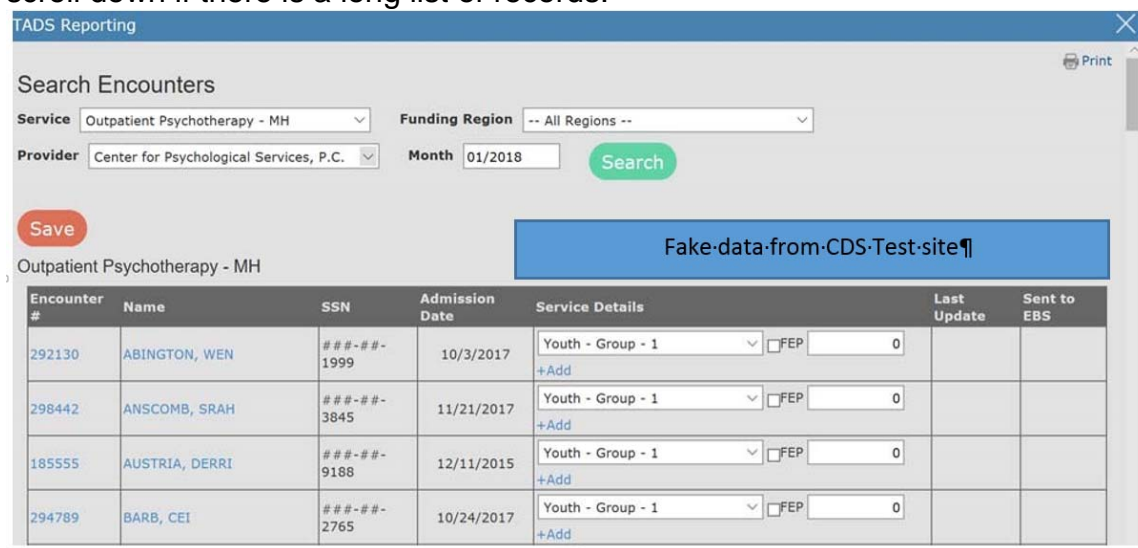 scroll down if there is a long list of records.
TADS Reporting
Print
Search Encounters
Service Outpatient Psychotherapy - MH Funding Region -- All Regions --
Provider Center for Psychological Services, P.C. Month 01/2018 Search
Save
Fake·data·from·CDS·Test·site¶
Outpatient Psychotherapy - MH
Encounter # Name SSN Admission Date Service Details Last Update Sent to EBS
292130 ABINGTON, WEN ###-##-1999 10/3/2017 Youth - Group - 1 FEP 0
+Add
298442 ANSCOMB, SRAH ###-##-3845 11/21/2017 Youth - Group - 1 FEP 0
+Add
185555 AUSTRIA, DERRI ###-##-9188 12/11/2015 Youth - Group - 1 FEP 0
+Add
294789 BARB, CEI ###-##-2765 10/24/2017 Youth - Group - 1 FEP 0
+Add